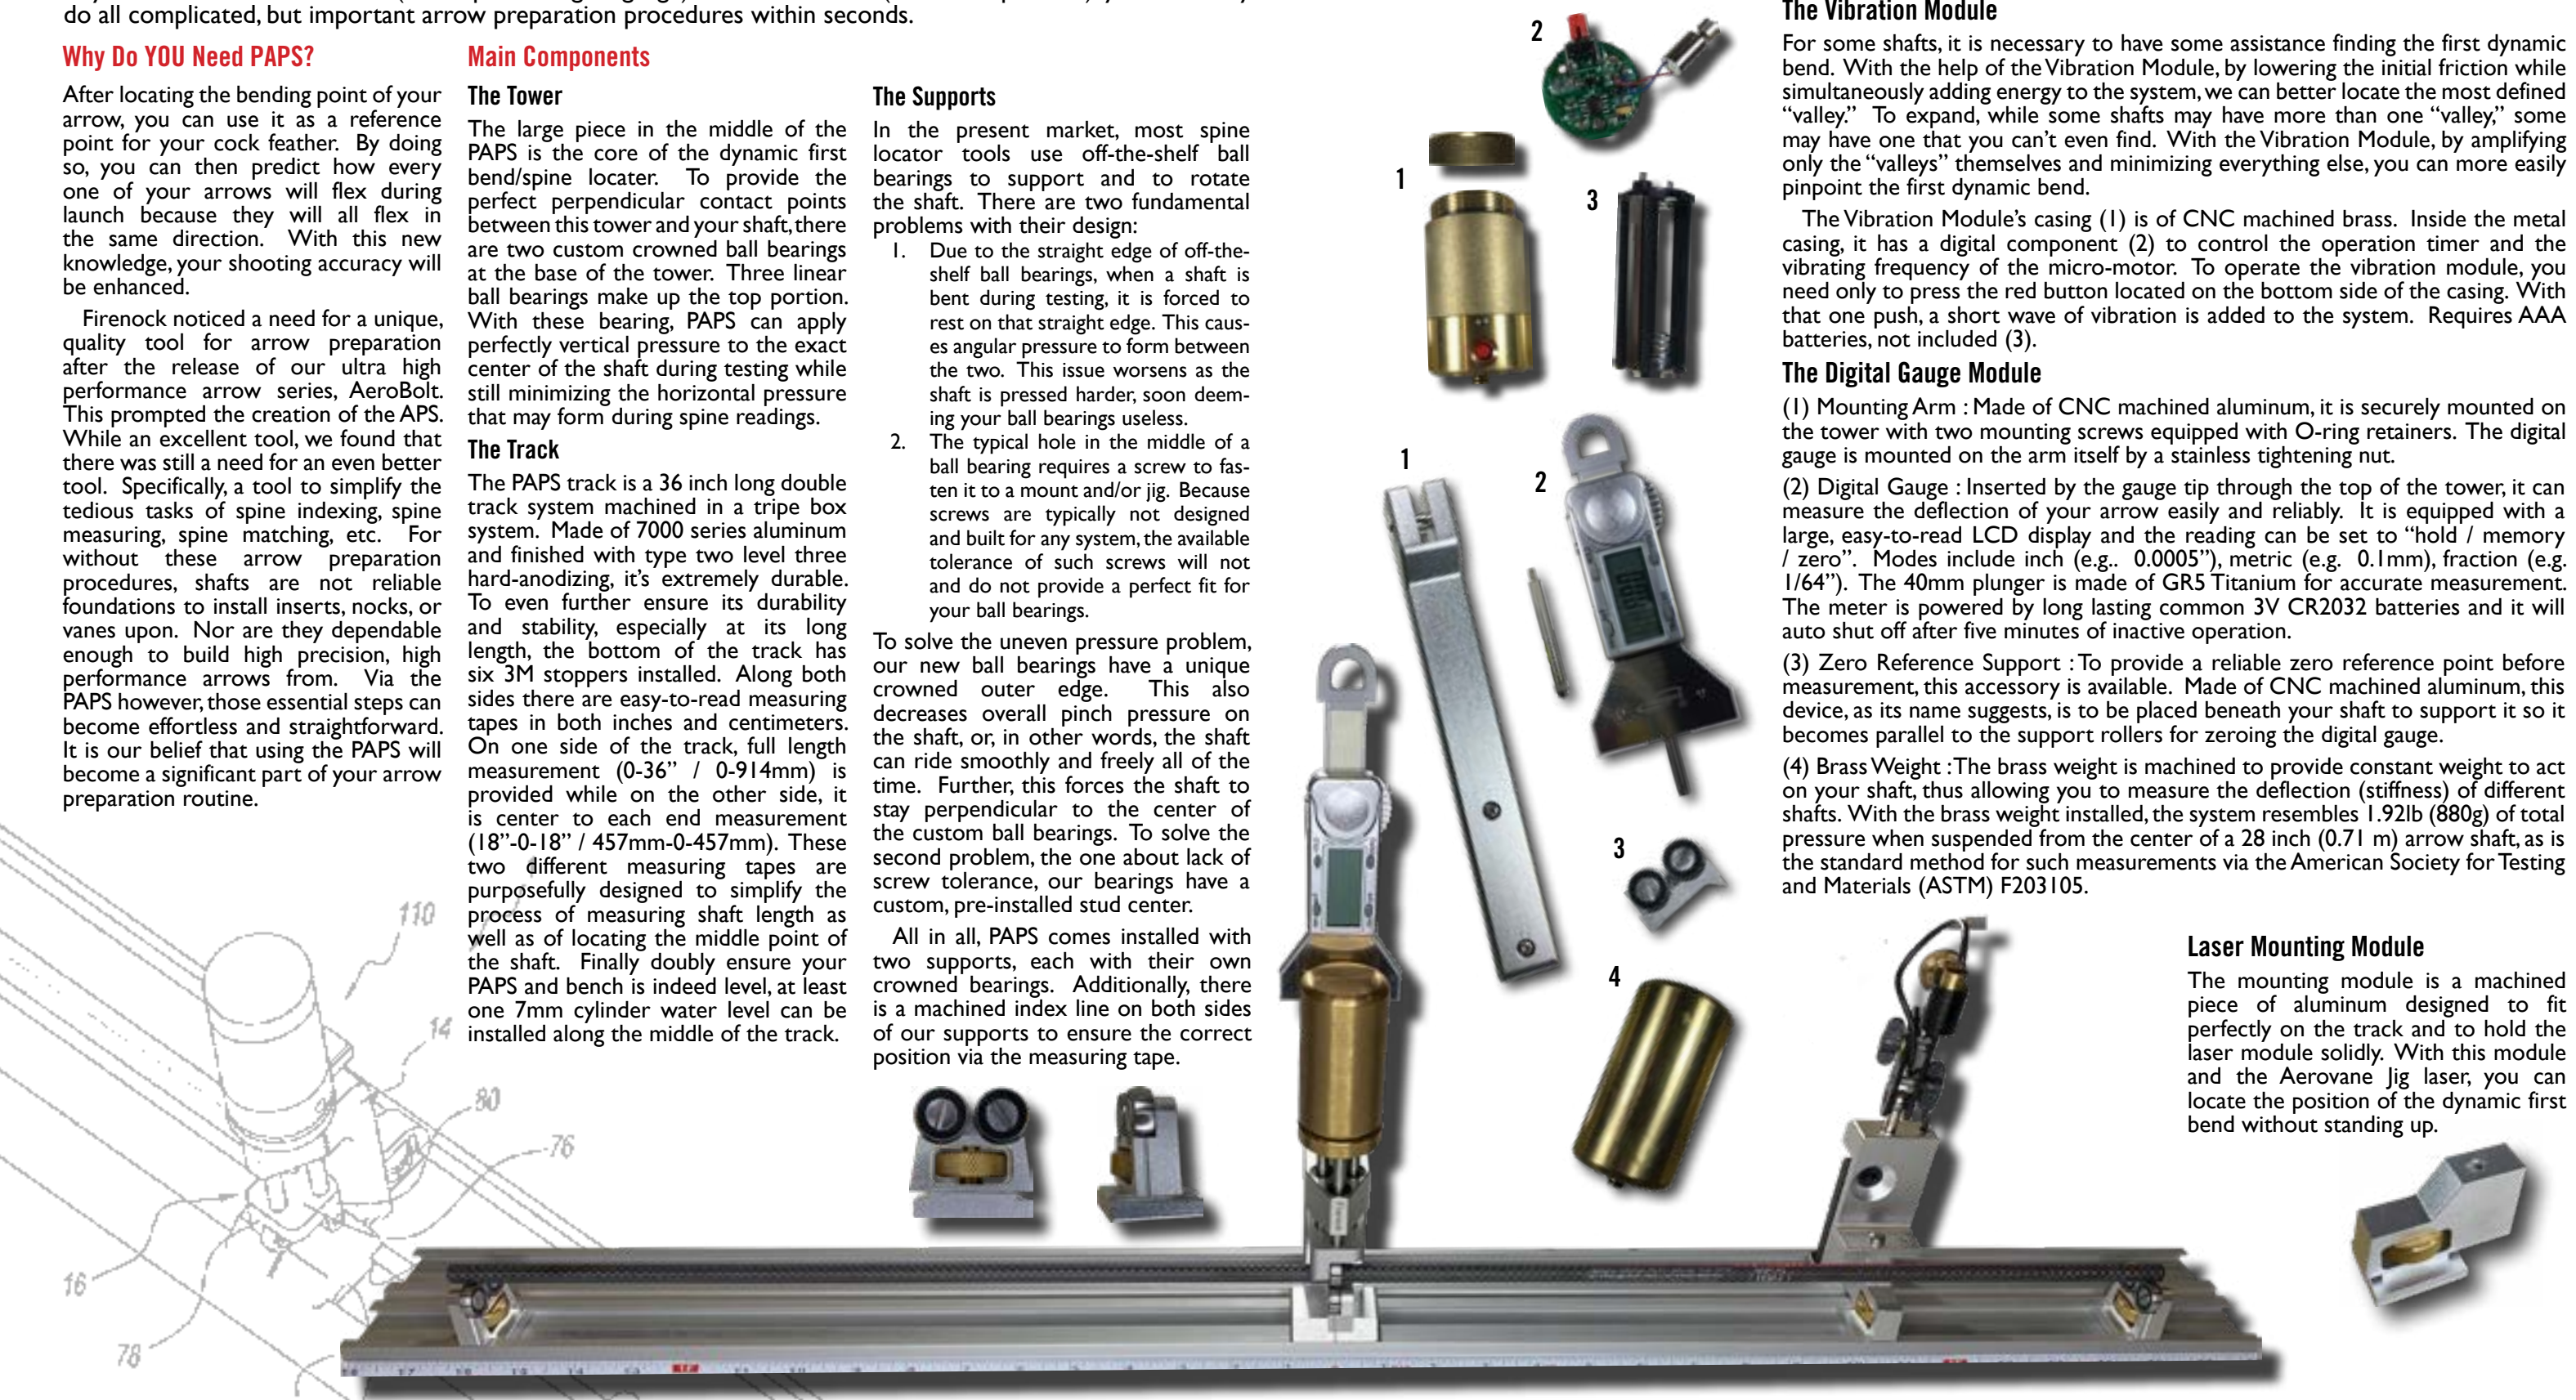 do all complicated, but important arrow preparation procedures within seconds.
Why Do YOU Need PAPS?
After locating the bending point of your
arrow, you can use it as a reference
point for your cock feather. By doing
so, you can then predict how every
one of your arrows will flex during
launch because they will all flex in
the same direction. With this new
knowledge, your shooting accuracy will
be enhanced.
Firenock noticed a need for a unique,
quality tool for arrow preparation
after the release of our ultra high
performance arrow series, AeroBolt.
This prompted the creation of the APS.
While an excellent tool, we found that
there was still a need for an even better
tool. Specifically, a tool to simplify the
tedious tasks of spine indexing, spine
measuring, spine matching, etc. For
without these arrow preparation
procedures, shafts are not reliable
foundations to install inserts, nocks, or
vanes upon. Nor are they dependable
enough to build high precision, high
performance arrows from. Via the
PAPS however, those essential steps can
become effortless and straightforward.
It is our belief that using the PAPS will
become a significant part of your arrow
preparation routine.
Main Components
The Tower
The large piece in the middle of the
PAPS is the core of the dynamic first
bend/spine locater. To provide the
perfect perpendicular contact points
between this tower and your shaft, there
are two custom crowned ball bearings
at the base of the tower. Three linear
ball bearings make up the top portion.
With these bearing, PAPS can apply
perfectly vertical pressure to the exact
center of the shaft during testing while
still minimizing the horizontal pressure
that may form during spine readings.
The Track
The PAPS track is a 36 inch long double
track system machined in a tripe box
system. Made of 7000 series aluminum
and finished with type two level three
hard-anodizing, it's extremely durable.
To even further ensure its durability
and stability, especially at its long
length, the bottom of the track has
six 3M stoppers installed. Along both
sides there are easy-to-read measuring
tapes in both inches and centimeters.
On one side of the track, full length
measurement (0-36” / 0-914mm) is
provided while on the other side, it
is center to each end measurement
(18”-0-18” / 457mm-0-457mm). These
two different measuring tapes are
purposefully designed to simplify the
process of measuring shaft length as
well as of locating the middle point of
the shaft. Finally doubly ensure your
PAPS and bench is indeed level, at least
one 7mm cylinder water level can be
installed along the middle of the track.
The Supports
In the present market, most spine
locator tools use off-the-shelf ball
bearings to support and to rotate
the shaft. There are two fundamental
problems with their design:
1. Due to the straight edge of off-the-
shelf ball bearings, when a shaft is
bent during testing, it is forced to
rest on that straight edge. This caus-
es angular pressure to form between
the two. This issue worsens as the
shaft is pressed harder, soon deem-
ing your ball bearings useless.
2. The typical hole in the middle of a
ball bearing requires a screw to fas-
ten it to a mount and/or jig. Because
screws are typically not designed
and built for any system, the available
tolerance of such screws will not
and do not provide a perfect fit for
your ball bearings.
To solve the uneven pressure problem,
our new ball bearings have a unique
crowned outer edge. This also
decreases overall pinch pressure on
the shaft, or, in other words, the shaft
can ride smoothly and freely all of the
time. Further, this forces the shaft to
stay perpendicular to the center of
the custom ball bearings. To solve the
second problem, the one about lack of
screw tolerance, our bearings have a
custom, pre-installed stud center.
All in all, PAPS comes installed with
two supports, each with their own
crowned bearings. Additionally, there
is a machined index line on both sides
of our supports to ensure the correct
position via the measuring tape.
2
1
3
1
2
3
4
The Vibration Module
For some shafts, it is necessary to have some assistance finding the first dynamic
bend. With the help of the Vibration Module, by lowering the initial friction while
simultaneously adding energy to the system, we can better locate the most defined
“valley.” To expand, while some shafts may have more than one “valley,” some
may have one that you can't even find. With the Vibration Module, by amplifying
only the “valleys” themselves and minimizing everything else, you can more easily
pinpoint the first dynamic bend.
The Vibration Module's casing (1) is of CNC machined brass. Inside the metal
casing, it has a digital component (2) to control the operation timer and the
vibrating frequency of the micro-motor. To operate the vibration module, you
need only to press the red button located on the bottom side of the casing. With
that one push, a short wave of vibration is added to the system. Requires AAA
batteries, not included (3).
The Digital Gauge Module
(1) Mounting Arm : Made of CNC machined aluminum, it is securely mounted on
the tower with two mounting screws equipped with O-ring retainers. The digital
gauge is mounted on the arm itself by a stainless tightening nut.
(2) Digital Gauge : Inserted by the gauge tip through the top of the tower, it can
measure the deflection of your arrow easily and reliably. It is equipped with a
large, easy-to-read LCD display and the reading can be set to “hold / memory
/ zero”. Modes include inch (e.g.. 0.0005”), metric (e.g. 0.1mm), fraction (e.g.
1/64”). The 40mm plunger is made of GR5 Titanium for accurate measurement.
The meter is powered by long lasting common 3V CR2032 batteries and it will
auto shut off after five minutes of inactive operation.
(3) Zero Reference Support : To provide a reliable zero reference point before
measurement, this accessory is available. Made of CNC machined aluminum, this
device, as its name suggests, is to be placed beneath your shaft to support it so it
becomes parallel to the support rollers for zeroing the digital gauge.
(4) Brass Weight : The brass weight is machined to provide constant weight to act
on your shaft, thus allowing you to measure the deflection (stiffness) of different
shafts. With the brass weight installed, the system resembles 1.92lb (880g) of total
pressure when suspended from the center of a 28 inch (0.71 m) arrow shaft, as is
the standard method for such measurements via the American Society for Testing
and Materials (ASTM) F203105.
Laser Mounting Module
The mounting module is a machined
piece of aluminum designed to fit
perfectly on the track and to hold the
laser module solidly. With this module
and the Aerovane Jig laser, you can
locate the position of the dynamic first
bend without standing up.
110
14
80
76
16
78